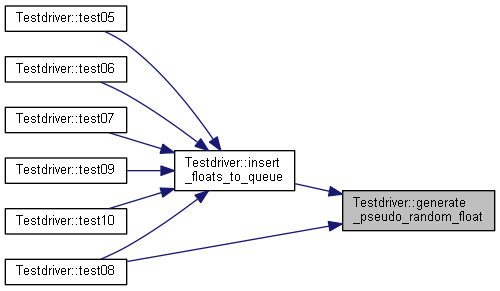 Testdriver::test05
Testdriver::test06
Testdriver::test07
Testdriver::test09
Testdriver::test10
Testdriver::test08
Testdriver::insert
_floats_to_queue
Testdriver::generate
_pseudo_random_float